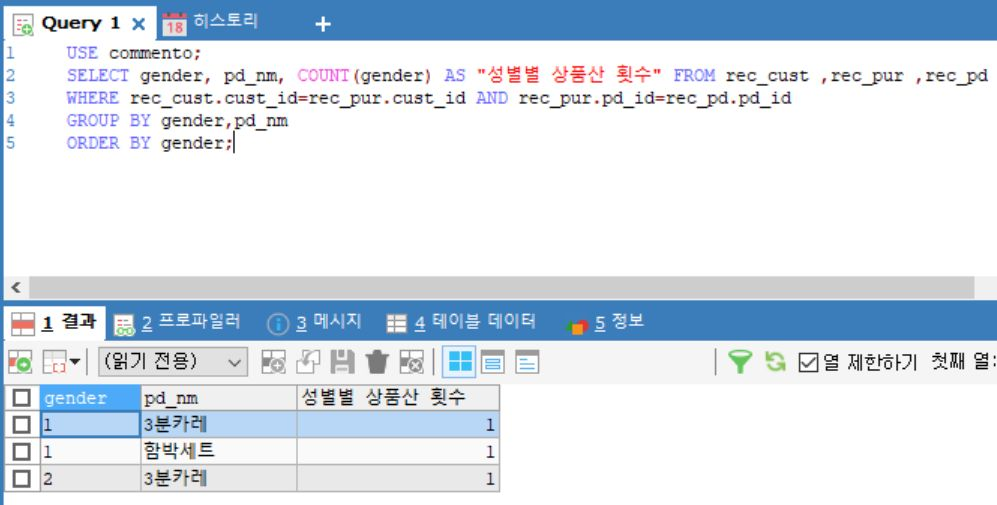 Query 1 × 18 히스토리 +
1 USE commento;
2 SELECT gender, pd_nm, COUNT(gender) AS "성별별 상품산 횟수" FROM rec_cust ,rec_pur ,rec_pd
3 WHERE rec_cust.cust_id=rec_pur.cust_id AND rec_pur.pd_id=rec_pd.pd_id
4 GROUP BY gender,pd_nm
5 ORDER BY gender;
1 결과 2 프로파일러 3 메시지 4 테이블 데이터 5 정보
(읽기 전용) 열 제한하기 첫째 열:
gender pd_nm 성별별 상품산 횟수
1 3분카레 1
1 함박세트 1
2 3분카레 1